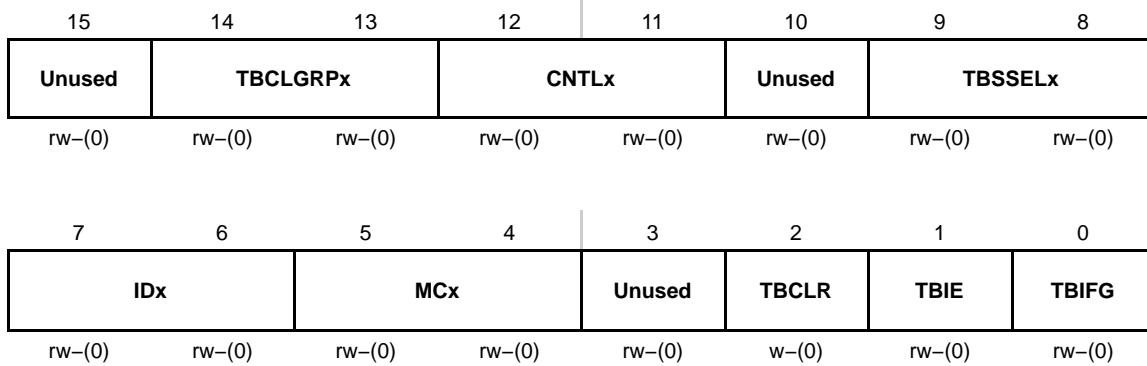 15 14 13 12 11 10 9 8
Unused TBCLGRPx CNTLx Unused TBSSELx
rw−(0) rw−(0) rw−(0) rw−(0) rw−(0) rw−(0) rw−(0) rw−(0)
7 6 5 4 3 2 1 0
IDx MCx Unused TBCLR TBIE TBIFG
rw−(0) rw−(0) rw−(0) rw−(0) rw−(0) w−(0) rw−(0) rw−(0)